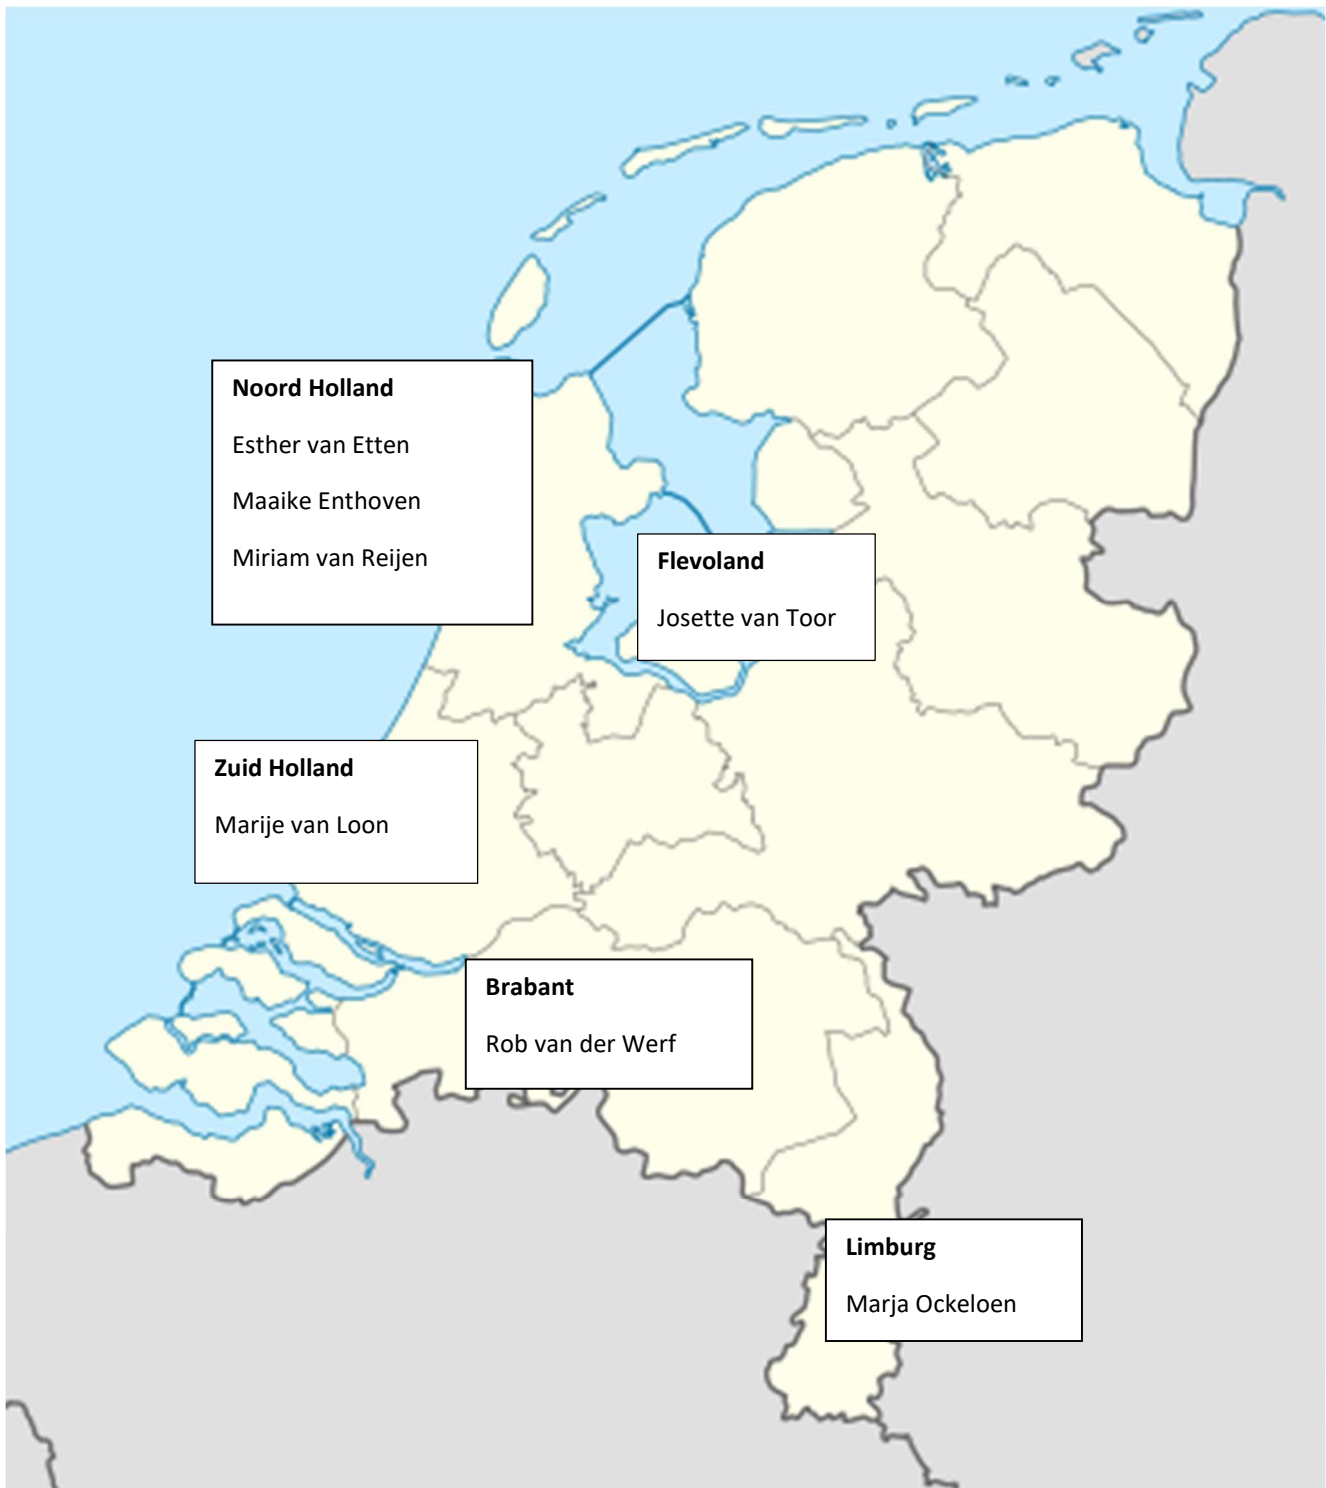 Noord Holland
Esther van Etten
Maaike Enthoven
Miriam van Reijen
Flevoland
Josette van Toor
Zuid Holland
Marije van Loon
Brabant
Rob van der Werf
Limburg
Marja Ockeloen